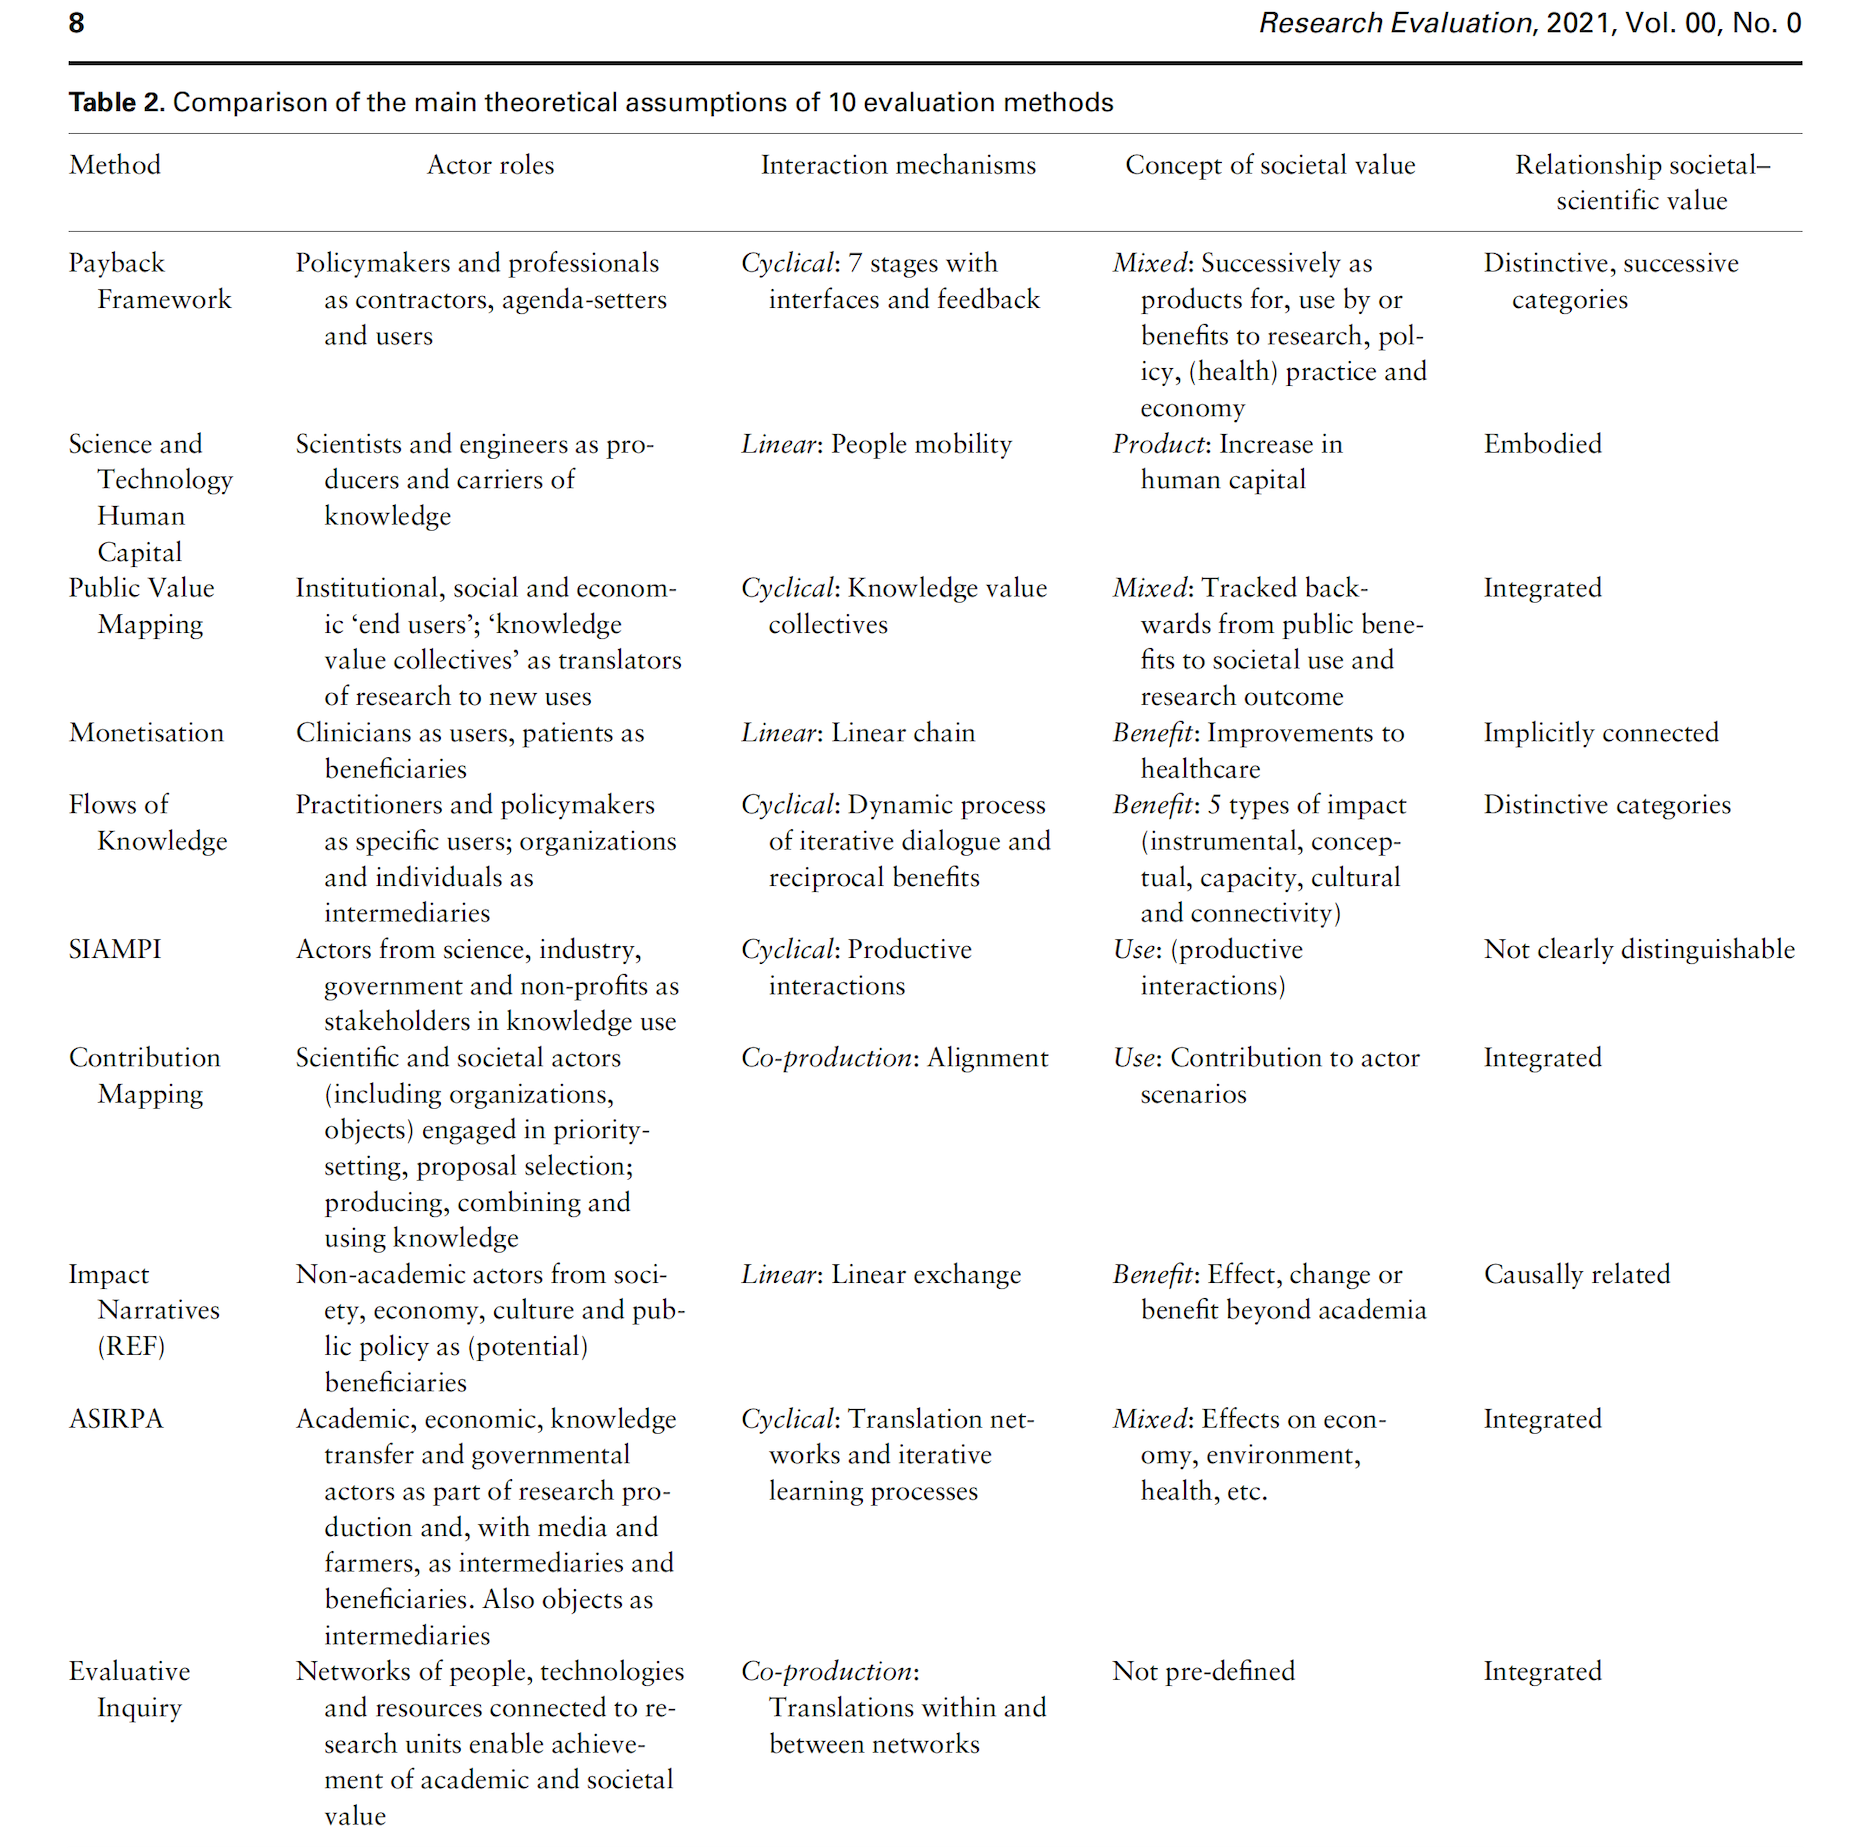 8
Research Evaluation, 2021, Vol. 00, No. 0
Table 2. Comparison of the main theoretical assumptions of 10 evaluation methods
Method Actor roles Interaction mechanisms Concept of societal value Relationship societal–
scientific value
Payback
Framework
Policymakers and professionals
as contractors, agenda-setters
and users
Cyclical: 7 stages with
interfaces and feedback
Mixed: Successively as
products for, use by or
benefits to research, pol-
icy, (health) practice and
economy
Distinctive, successive
categories
Science and
Technology
Human
Capital
Scientists and engineers as pro-
ducers and carriers of
knowledge
Linear: People mobility
Product: Increase in
human capital
Embodied
Public Value
Mapping
Institutional, social and econom-
ic ‘end users’; ‘knowledge
value collectives’ as translators
of research to new uses
Cyclical: Knowledge value
collectives
Mixed: Tracked back-
wards from public bene-
fits to societal use and
research outcome
Integrated
Monetisation
Clinicians as users, patients as
beneficiaries
Linear: Linear chain
Benefit: Improvements to
healthcare
Implicitly connected
Flows of
Knowledge
Practitioners and policymakers
as specific users; organizations
and individuals as
intermediaries
Cyclical: Dynamic process
of iterative dialogue and
reciprocal benefits
Benefit: 5 types of impact
(instrumental, concep-
tual, capacity, cultural
and connectivity)
Distinctive categories
SIAMPI
Actors from science, industry,
government and non-profits as
stakeholders in knowledge use
Cyclical: Productive
interactions
Use: (productive
interactions)
Not clearly distinguishable
Contribution
Mapping
Scientific and societal actors
(including organizations,
objects) engaged in priority-
setting, proposal selection;
producing, combining and
using knowledge
Co-production: Alignment
Use: Contribution to actor
scenarios
Integrated
Impact
Narratives
(REF)
Non-academic actors from soci-
ety, economy, culture and pub-
lic policy as (potential)
beneficiaries
Linear: Linear exchange
Benefit: Effect, change or
benefit beyond academia
Causally related
ASIRPA
Academic, economic, knowledge
transfer and governmental
actors as part of research pro-
duction and, with media and
farmers, as intermediaries and
beneficiaries. Also objects as
intermediaries
Cyclical: Translation net-
works and iterative
learning processes
Mixed: Effects on econ-
omy, environment,
health, etc.
Integrated
Evaluative
Inquiry
Networks of people, technologies
and resources connected to re-
search units enable achieve-
ment of academic and societal
value
Co-production:
Translations within and
between networks
Not pre-defined
Integrated